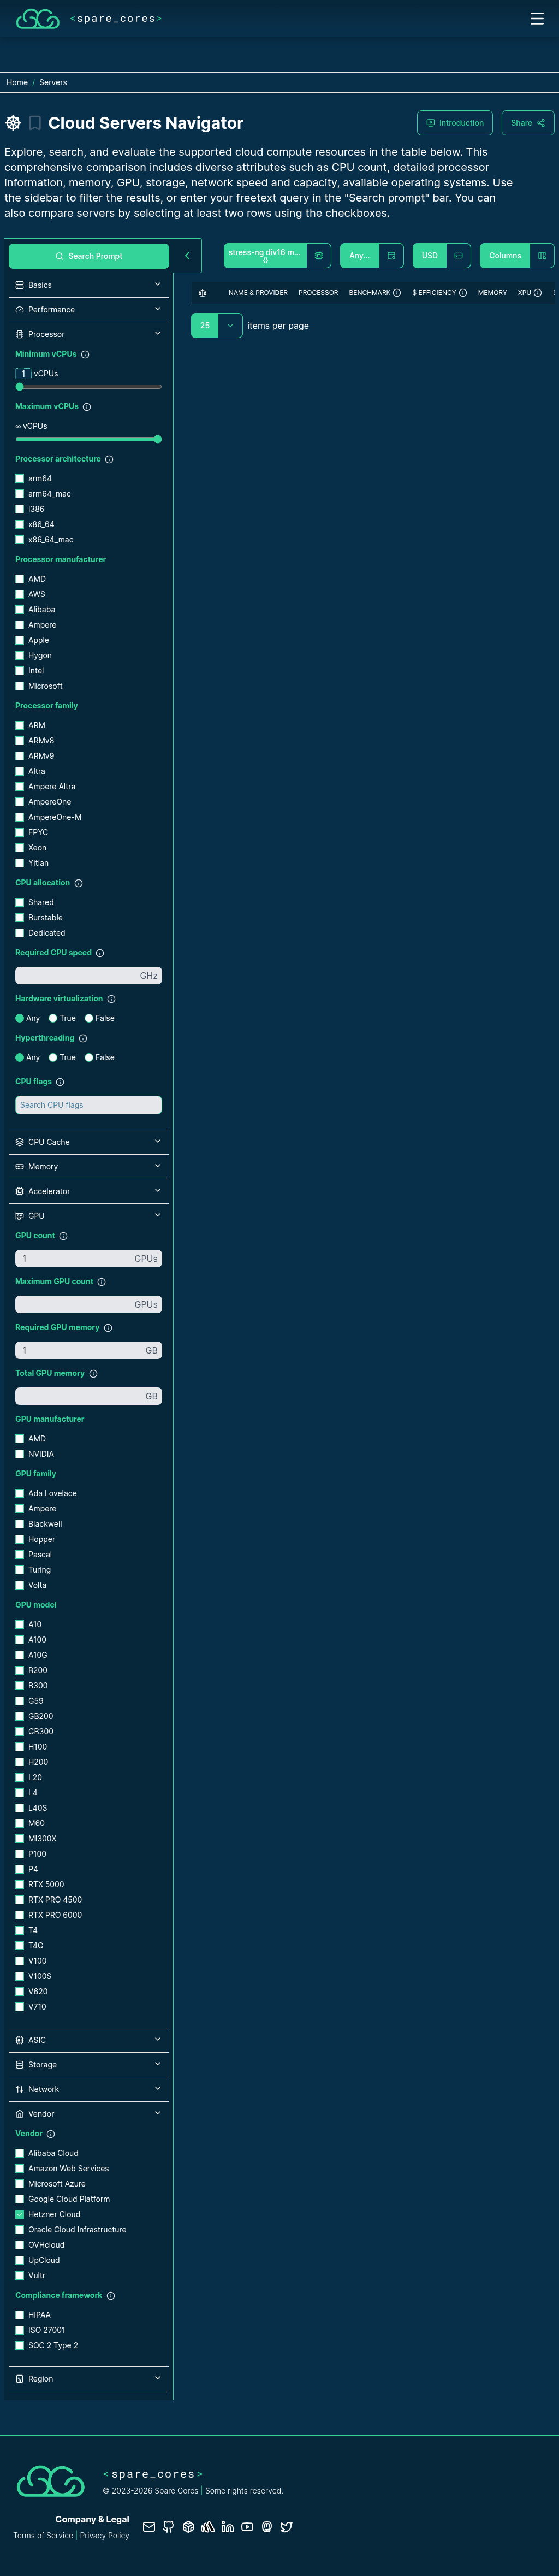 <spare_cores>
Home / Servers
Cloud Servers Navigator
Introduction
Share
Explore, search, and evaluate the supported cloud compute resources in the table below. This
comprehensive comparison includes diverse attributes such as CPU count, detailed processor
information, memory, GPU, storage, network speed and capacity, available operating systems. Use
the filters to restrict the results, or enter your freetext query in the "Search prompt" bar. You can
also compare servers by selecting at least two rows using the checkboxes.
Search Prompt
stress-ng div16 m...
0
Any...
USD
Columns
NAME & PROVIDER PROCESSOR BENCHMARK $ EFFICIENCY MEMORY XPU
25 items per page
Basics
Performance
Processor
Minimum vCPUs
1 vCPUs
Maximum vCPUs
∞ vCPUs
Processor architecture
arm64
arm64_mac
i386
x86_64
x86_64_mac
Processor manufacturer
AMD
AWS
Alibaba
Ampere
Apple
Hygon
Intel
Microsoft
Processor family
ARM
ARMv8
ARMv9
Altra
Ampere Altra
AmpereOne
AmpereOne-M
EPYC
Xeon
Yitian
CPU allocation
Shared
Burstable
Dedicated
Required CPU speed
GHz
Hardware virtualization
Any True False
Hyperthreading
Any True False
CPU flags
Search CPU flags
CPU Cache
Memory
Accelerator
GPU
GPU count
1 GPUs
Maximum GPU count
GPUs
Required GPU memory
1 GB
Total GPU memory
GB
GPU manufacturer
AMD
NVIDIA
GPU family
Ada Lovelace
Ampere
Blackwell
Hopper
Pascal
Turing
Volta
GPU model
A10
A100
A10G
B200
B300
G59
GB200
GB300
H100
H200
L20
L4
L40S
M60
MI300X
P100
P4
RTX 5000
RTX PRO 4500
RTX PRO 6000
T4
T4G
V100
V100S
V620
V710
ASIC
Storage
Network
Vendor
Vendor
Alibaba Cloud
Amazon Web Services
Microsoft Azure
Google Cloud Platform
Hetzner Cloud
Oracle Cloud Infrastructure
OVHcloud
UpCloud
Vultr
Compliance framework
HIPAA
ISO 27001
SOC 2 Type 2
Region
<spare_cores>
© 2023-2026 Spare Cores | Some rights reserved.
Company & Legal
Terms of Service | Privacy Policy